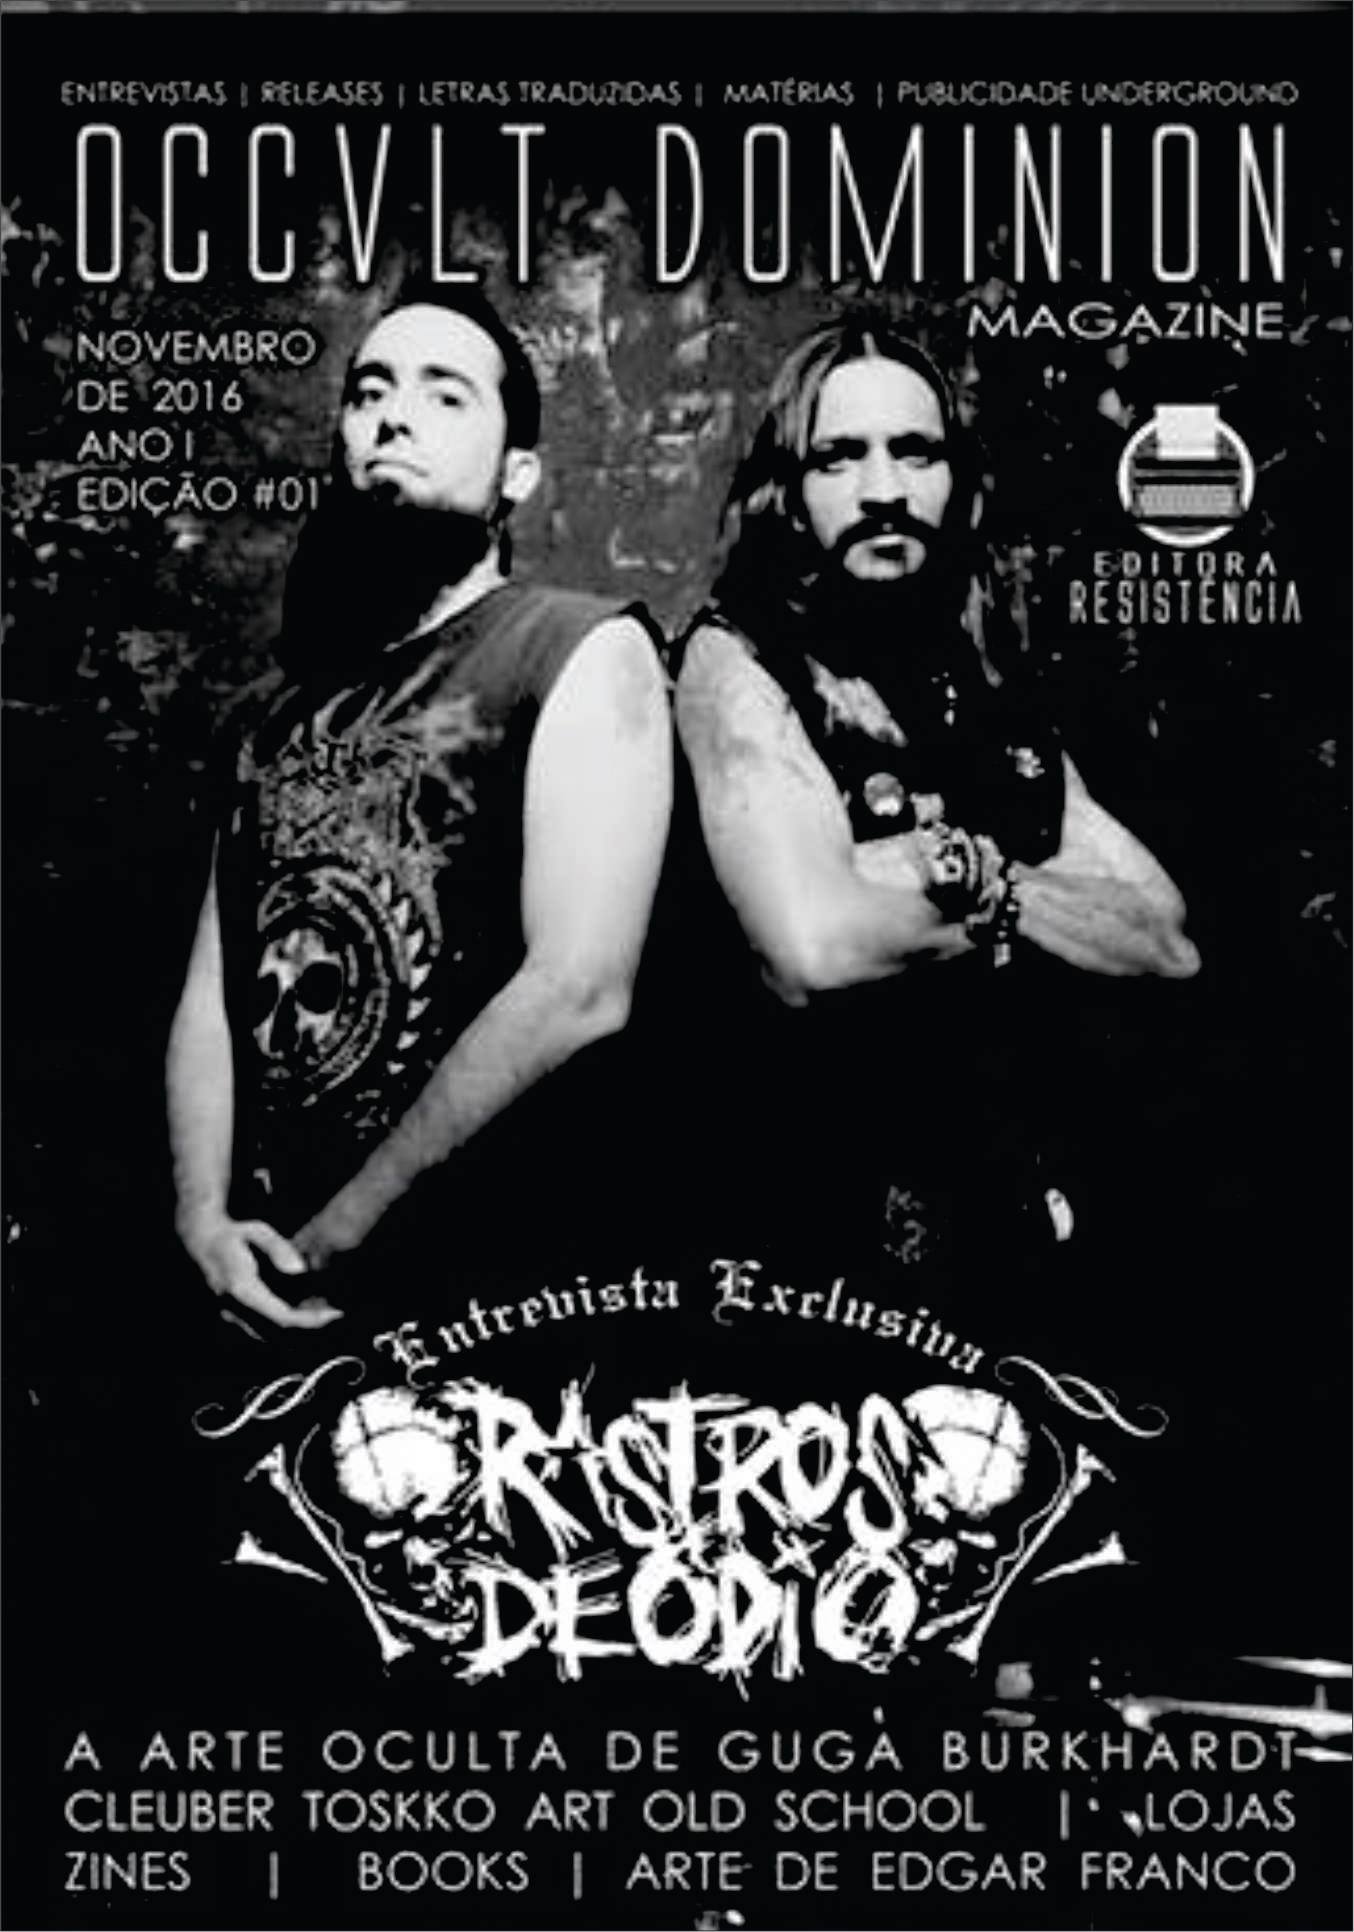 ENTREVISTAS | RELEASES | LETRAS TRADUZIDAS | MATÉRIAS | PUBLICIDADE UNDERGROUND
OCCVLT DOMINION
MAGAZINE
NOVEMBRO
DE 2016
ANO I
EDIÇÃO #01
EDITORA
RESISTÊNCIA
Entrevista Exclusiva
RASTROS
DE ÓDIO
A ARTE OCULTA DE GUGA BURKHARDT
CLEUBER TOSKKO ART OLD SCHOOL | LOJAS
ZINES | BOOKS | ARTE DE EDGAR FRANCO